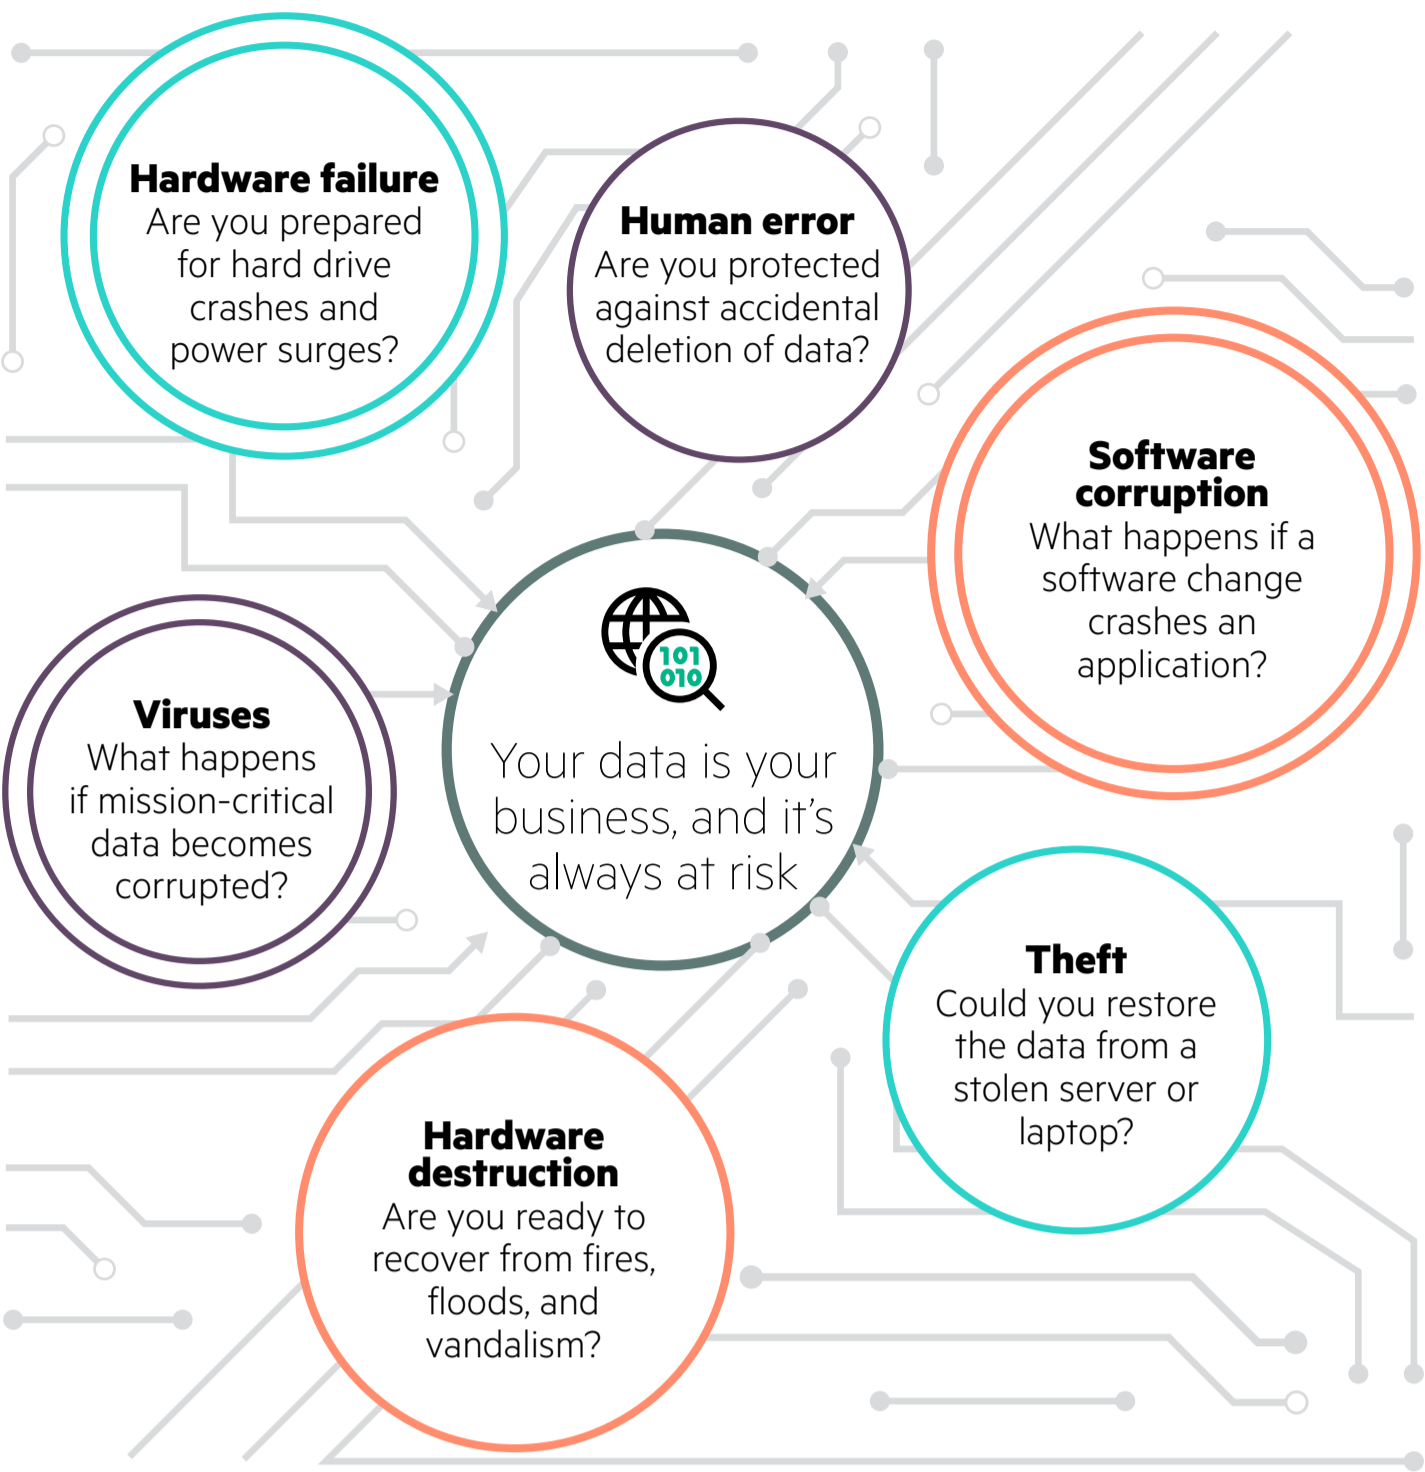 Hardware failure
Are you prepared
for hard drive
crashes and
power surges?
Human error
Are you protected
against accidental
deletion of data?
Software
corruption
What happens if a
software change
crashes an
application?
101
010
Your data is your
business, and it’s
always at risk
Viruses
What happens
if mission-critical
data becomes
corrupted?
Theft
Could you restore
the data from a
stolen server or
laptop?
Hardware
destruction
Are you ready to
recover from fires,
floods, and
vandalism?